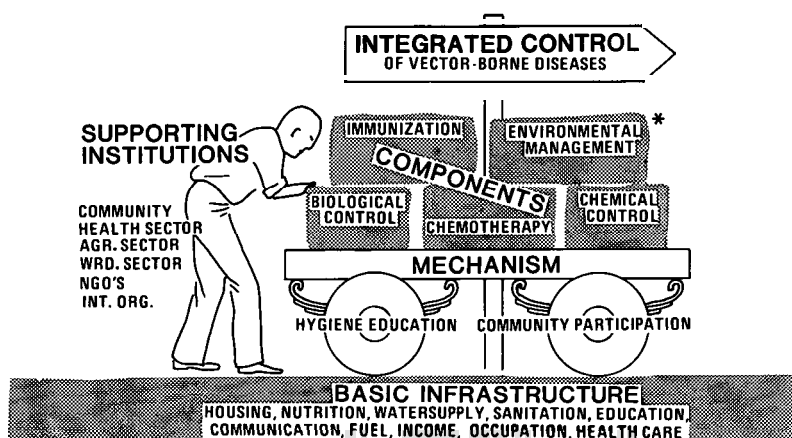 INTEGRATED CONTROL
OF VECTOR-BORNE DISEASES
SUPPORTING
INSTITUTIONS
COMMUNITY
HEALTH SECTOR
AGR. SECTOR
WRD. SECTOR
NGO'S
INT. ORG.
IMMUNIZATION
ENVIRONMENTAL *
MANAGEMENT
COMPONENTS
BIOLOGICAL
CONTROL
CHEMOTHERAPY
CHEMICAL
CONTROL
MECHANISM
HYGIENE EDUCATION
COMMUNITY PARTICIPATION
BASIC INFRASTRUCTURE
HOUSING, NUTRITION, WATERSUPPLY, SANITATION, EDUCATION,
COMMUNICATION, FUEL, INCOME, OCCUPATION, HEALTH CARE